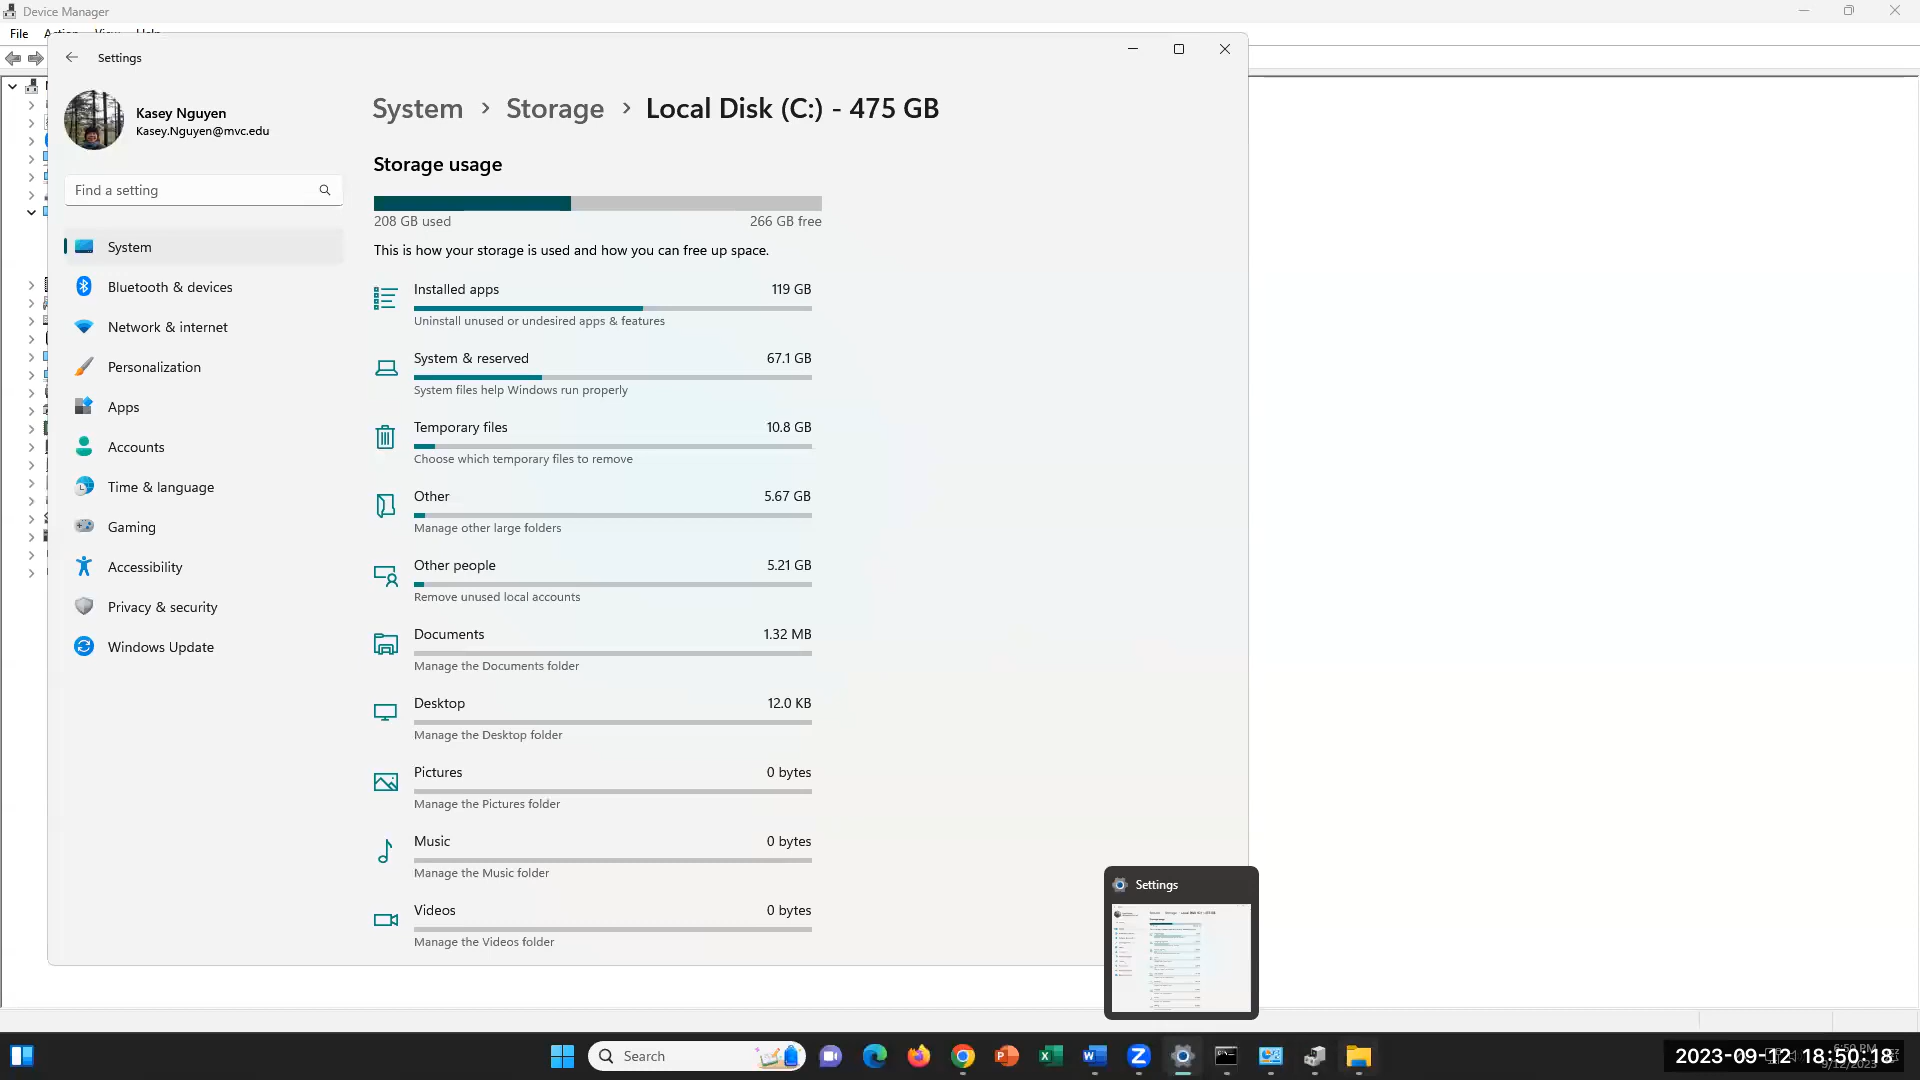 Device Manager
File
Settings
Kasey Nguyen
Kasey.Nguyen@mvc.edu
Find a setting
System
Bluetooth & devices
Network & internet
Personalization
Apps
Accounts
Time & language
Gaming
Accessibility
Privacy & security
Windows Update
System › Storage › Local Disk (C:) - 475 GB
Storage usage
208 GB used 266 GB free
This is how your storage is used and how you can free up space.
Installed apps 119 GB
Uninstall unused or undesired apps & features
System & reserved 67.1 GB
System files help Windows run properly
Temporary files 10.8 GB
Choose which temporary files to remove
Other 5.67 GB
Manage other large folders
Other people 5.21 GB
Remove unused local accounts
Documents 1.32 MB
Manage the Documents folder
Desktop 12.0 KB
Manage the Desktop folder
Pictures 0 bytes
Manage the Pictures folder
Music 0 bytes
Manage the Music folder
Videos 0 bytes
Manage the Videos folder
Settings
Search
2023-09-12 18:50:18
6:50 PM
9/12/2023